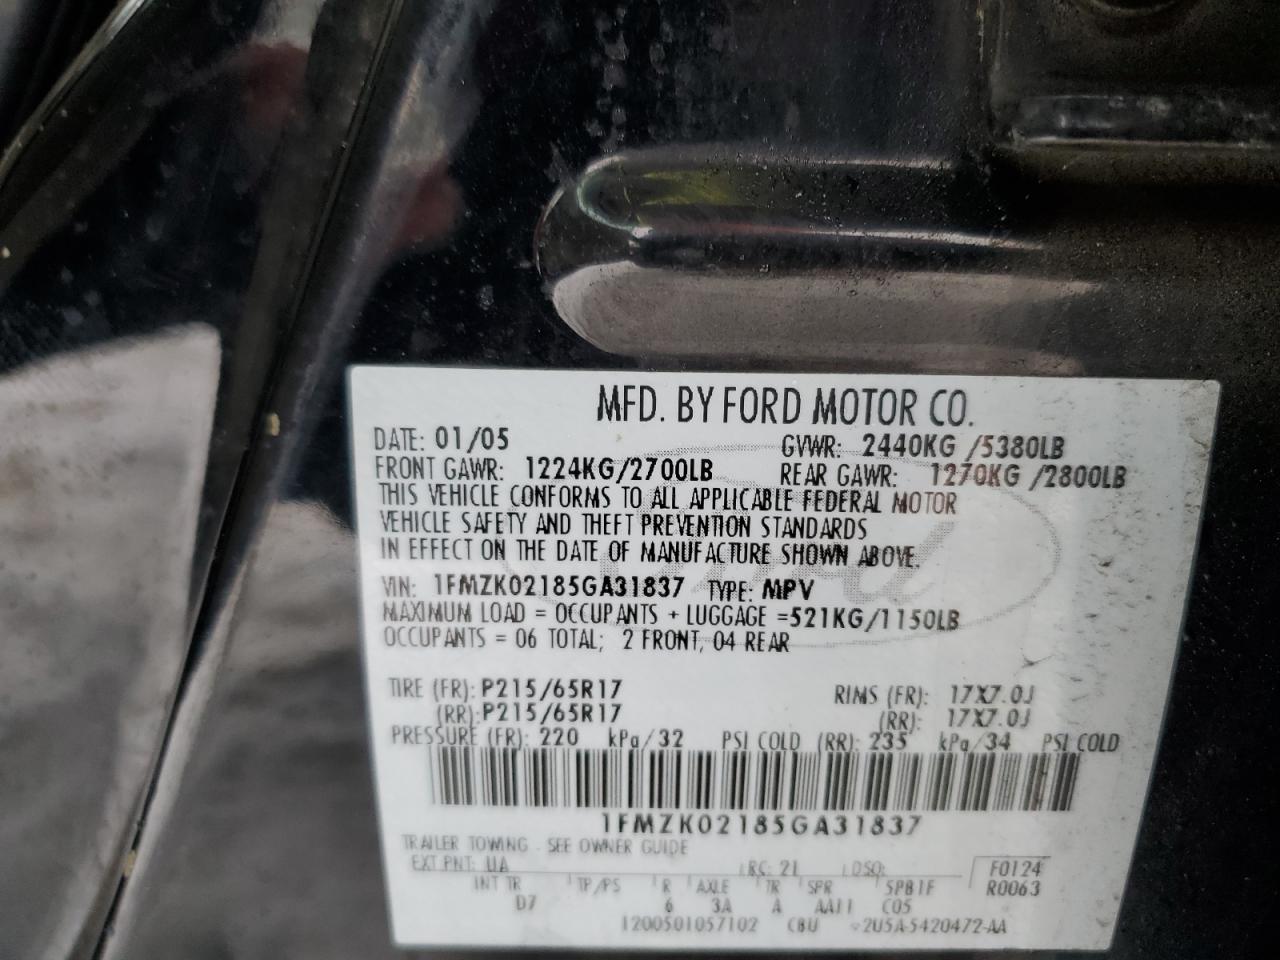 MFD. BY FORD MOTOR CO.
DATE: 01/05 GVWR: 2440KG /5380LB
FRONT GAWR: 1224KG/2700LB REAR GAWR: 1270KG /2800LB
THIS VEHICLE CONFORMS TO ALL APPLICABLE FEDERAL MOTOR
VEHICLE SAFETY AND THEFT PREVENTION STANDARDS
IN EFFECT ON THE DATE OF MANUFACTURE SHOWN ABOVE.
VIN: 1FMZK02185GA31837 TYPE: MPV
MAXIMUM LOAD = OCCUPANTS + LUGGAGE =521KG/1150LB
OCCUPANTS = 06 TOTAL; 2 FRONT, 04 REAR
TIRE (FR): P215/65R17 RIMS (FR): 17X7.0J
(RR): P215/65R17 (RR): 17X7.0J
PRESSURE (FR): 220 kPa/32 PSI COLD (RR): 235 kPa/34 PSI COLD
1FMZK02185GA31837
TRAILER TOWING - SEE OWNER GUIDE
EXT PNT: UA RC: 21 DSO: F0124
INT TR TP/PS R AXLE TR SPR SPB1F R0063
D7 6 3A A AA11 C05
1200501057102 CBU 2U5A-5420472-AA